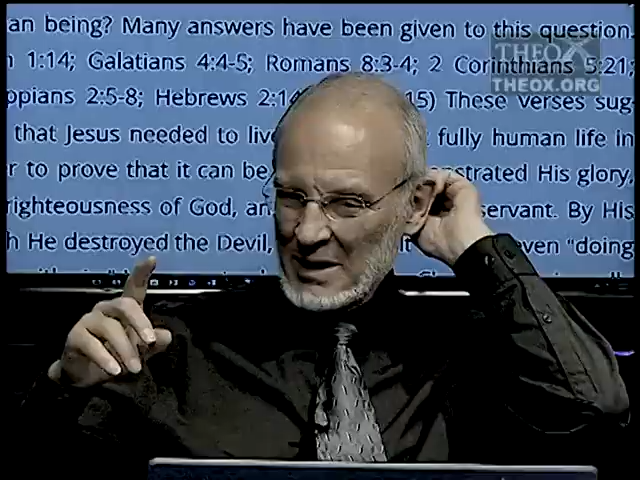 an being? Many answers have been given to this question.
1:14; Galatians 4:4-5; Romans 8:3-4; 2 Corinthians 5:21;
ppians 2:5-8; Hebrews 2:14 15) These verses sug
that Jesus needed to live fully human life in
r to prove that it can be nstrated His glory,
righteousness of God, an servant. By His
h He destroyed the Devil, even "doing
THEOX
THEOX.ORG